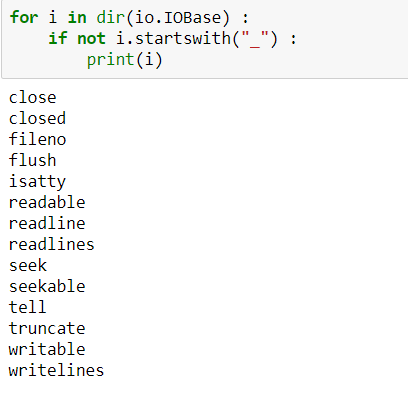 for i in dir(io.IOBase) :
    if not i.startswith("_") :
        print(i)
close
closed
fileno
flush
isatty
readable
readline
readlines
seek
seekable
tell
truncate
writable
writelines